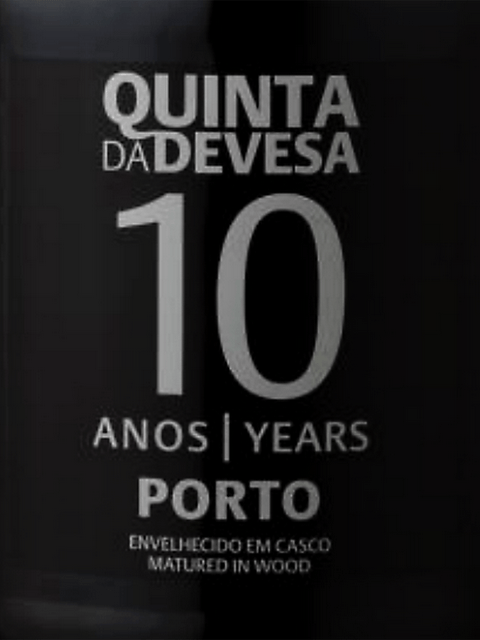 QUINTA
DA DEVESA
10
ANOS | YEARS
PORTO
ENVELHECIDO EM CASCO
MATURED IN WOOD